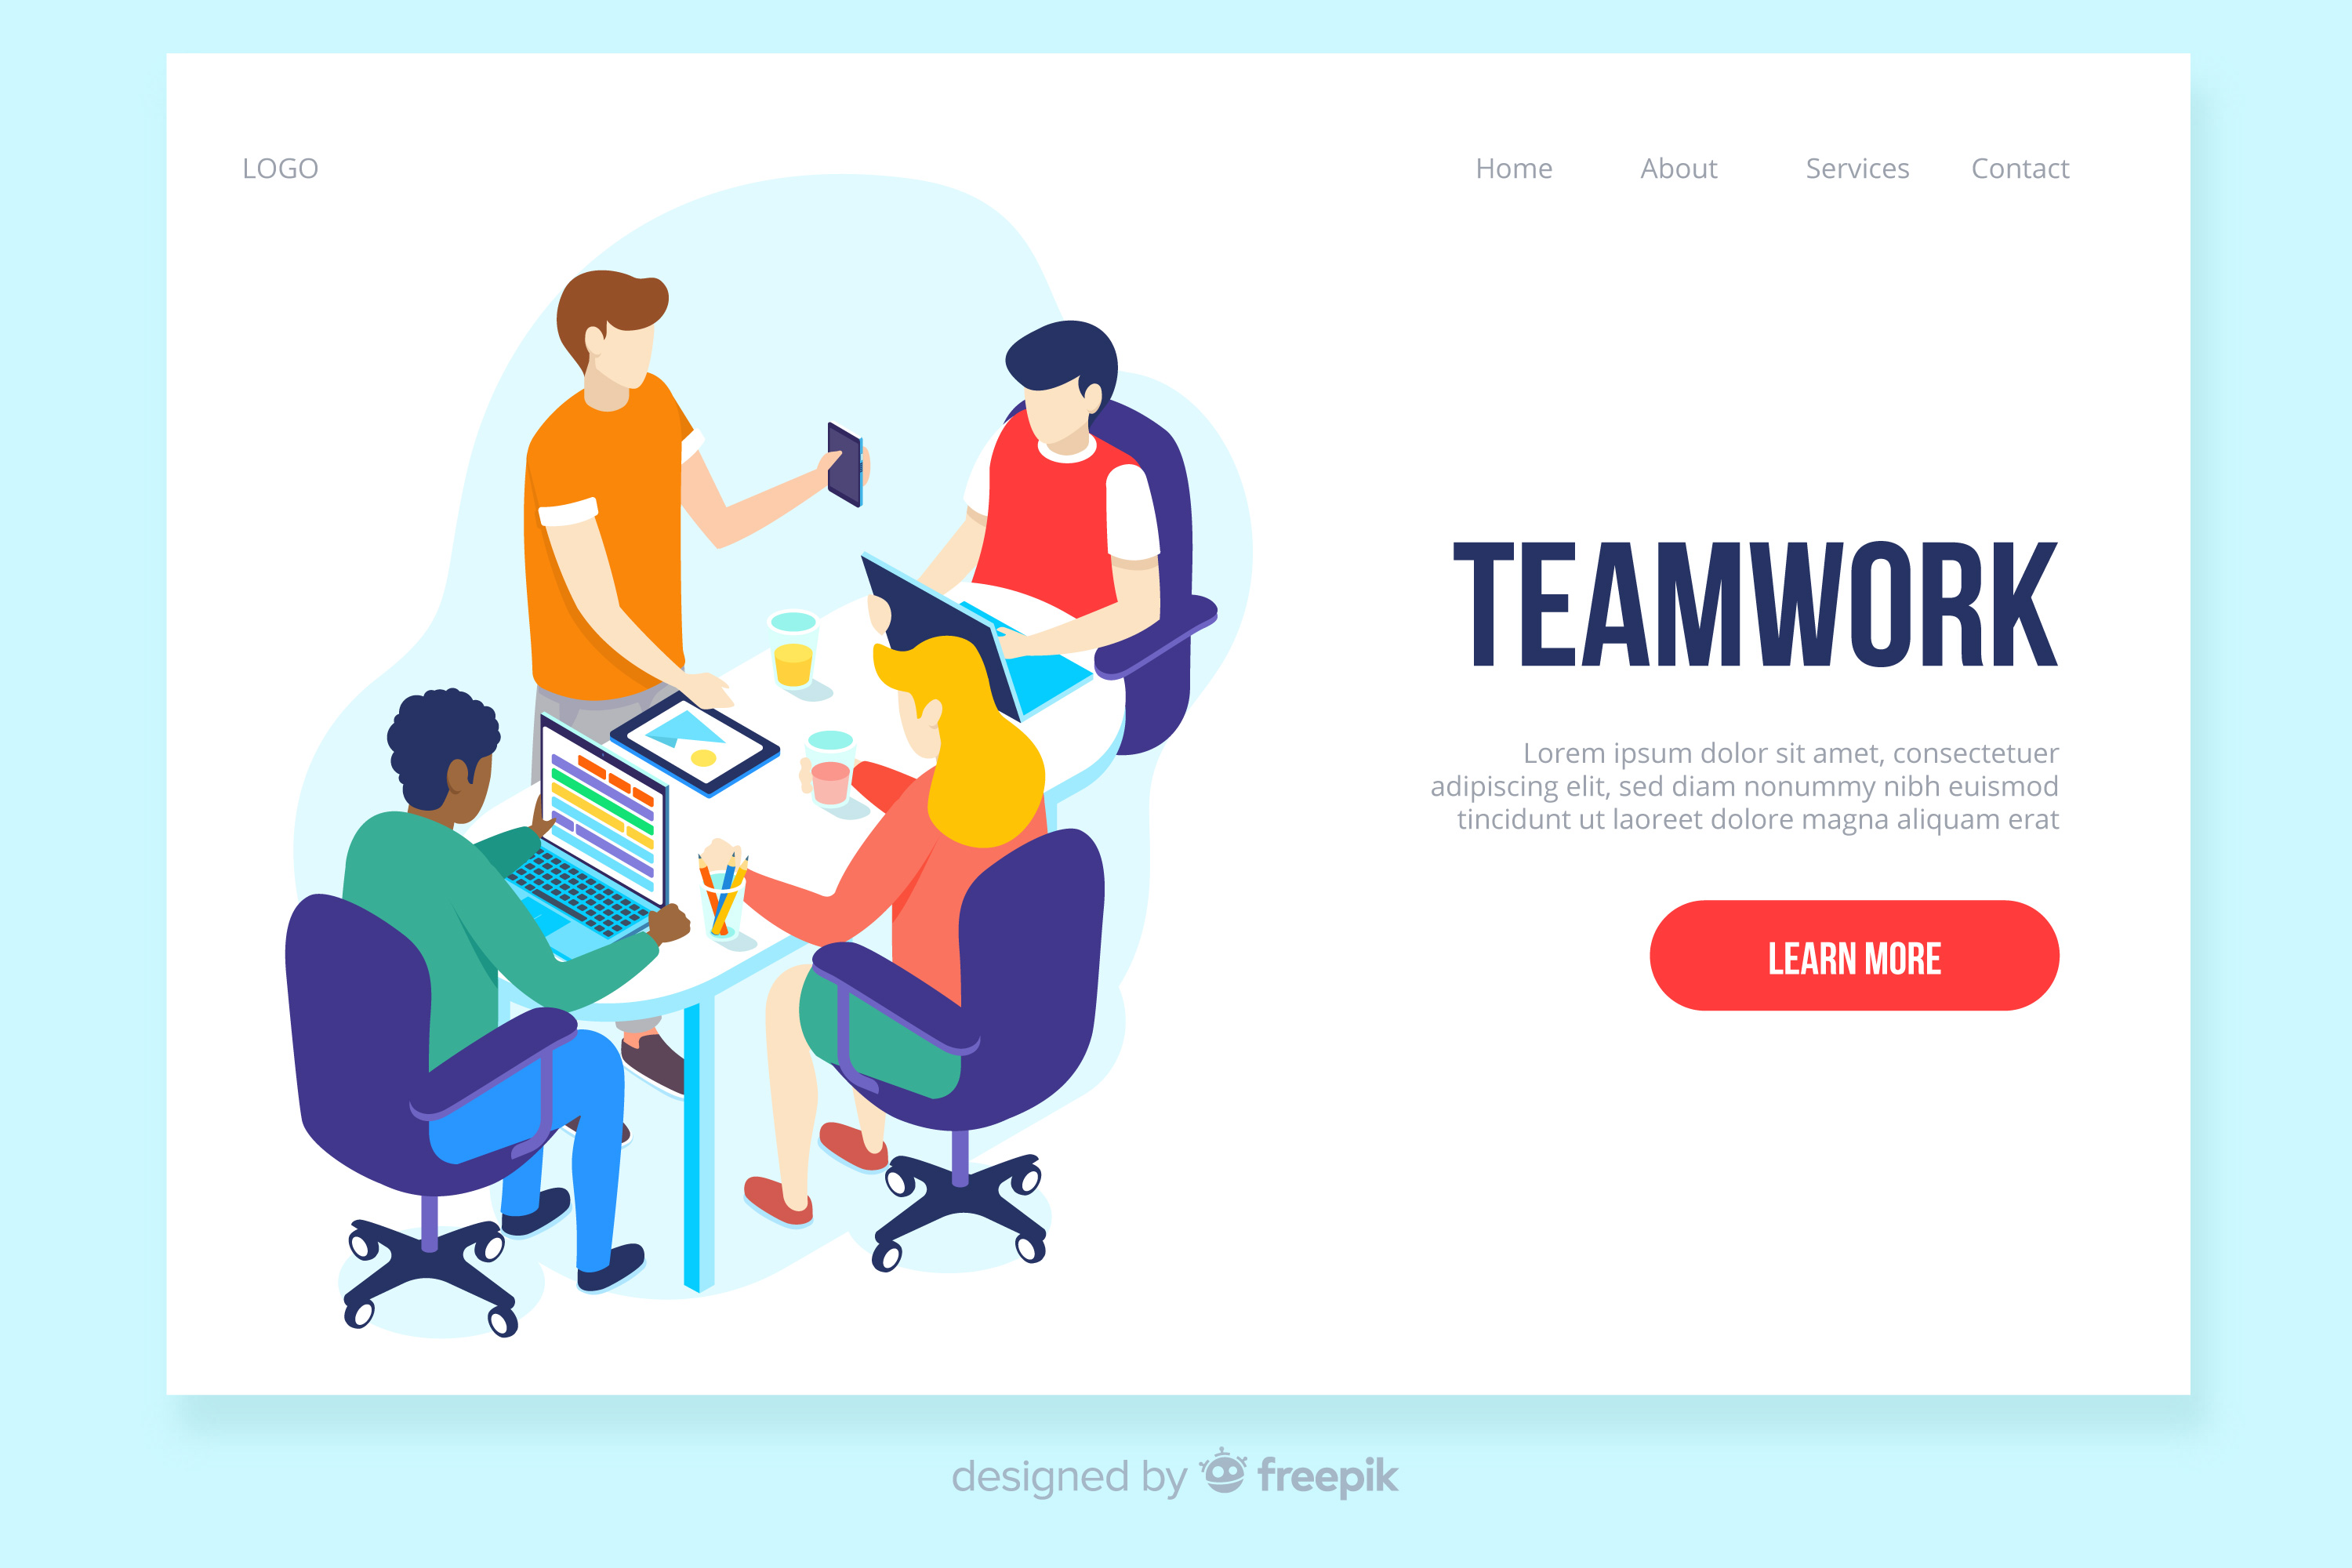 LOGO
Home About Services Contact
TEAMWORK
Lorem ipsum dolor sit amet, consectetuer
adipiscing elit, sed diam nonummy nibh euismod
tincidunt ut laoreet dolore magna aliquam erat
LEARN MORE
designed by freepik